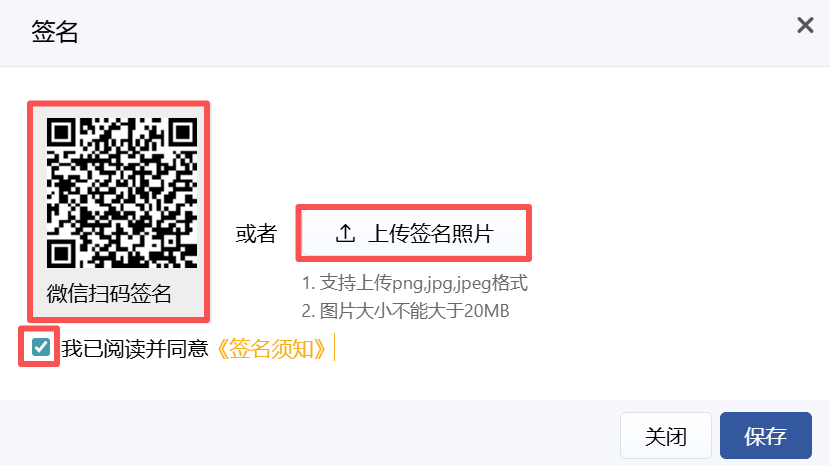 签名
微信扫码签名
或者
上传签名照片
1. 支持上传png,jpg,jpeg格式
2. 图片大小不能大于20MB
我已阅读并同意《签名须知》
关闭
保存